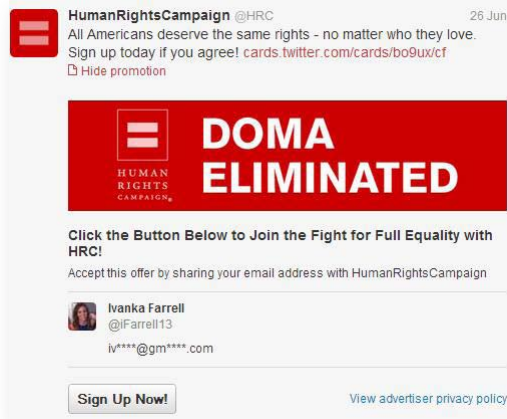 HumanRightsCampaign @HRC 26 Jun
All Americans deserve the same rights - no matter who they love.
Sign up today if you agree! cards.twitter.com/cards/bo9ux/cf
Hide promotion
HUMAN
RIGHTS
CAMPAIGN®
DOMA
ELIMINATED
Click the Button Below to Join the Fight for Full Equality with
HRC!
Accept this offer by sharing your email address with HumanRightsCampaign
Ivanka Farrell
@iFarrell13
iv****@gm****.com
Sign Up Now! View advertiser privacy policy